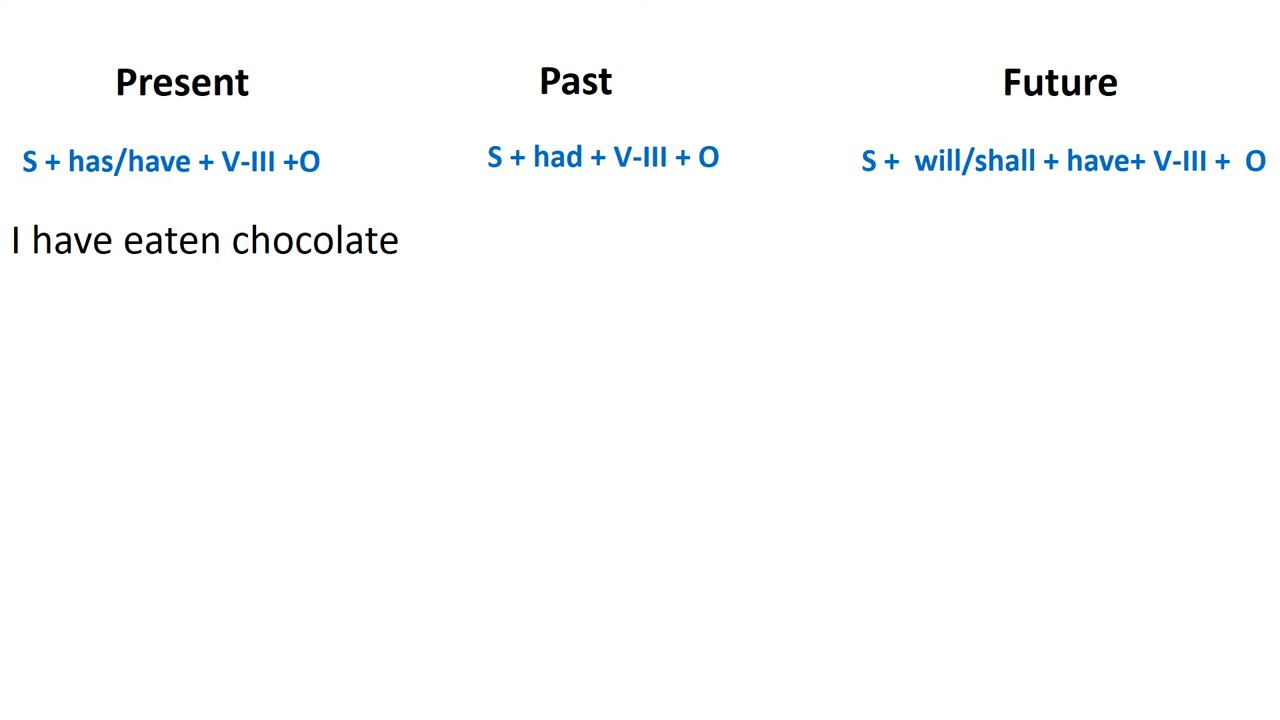 Present Past Future
S + has/have + V-III +O S + had + V-III + O S + will/shall + have+ V-III + O
I have eaten chocolate